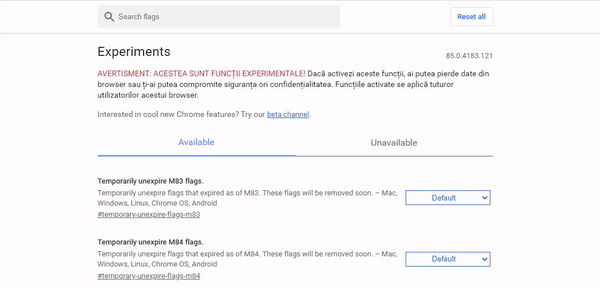 Search flags
Reset all
Experiments
85.0.4183.121
AVERTISMENT: ACESTEA SUNT FUNCȚII EXPERIMENTALE! Dacă activezi aceste funcții, ai putea pierde date din
browser sau ți-ai putea compromite siguranța ori confidențialitatea. Funcțiile activate se aplică tuturor
utilizatorilor acestui browser.
Interested in cool new Chrome features? Try our beta channel.
Available
Unavailable
Temporarily unexpire M83 flags.
Temporarily unexpire flags that expired as of M83. These flags will be removed soon. – Mac,
Windows, Linux, Chrome OS, Android
#temporary-unexpire-flags-m83
Default
Temporarily unexpire M84 flags.
Temporarily unexpire flags that expired as of M84. These flags will be removed soon. – Mac,
Windows, Linux, Chrome OS, Android
#temporary-unexpire-flags-m84
Default